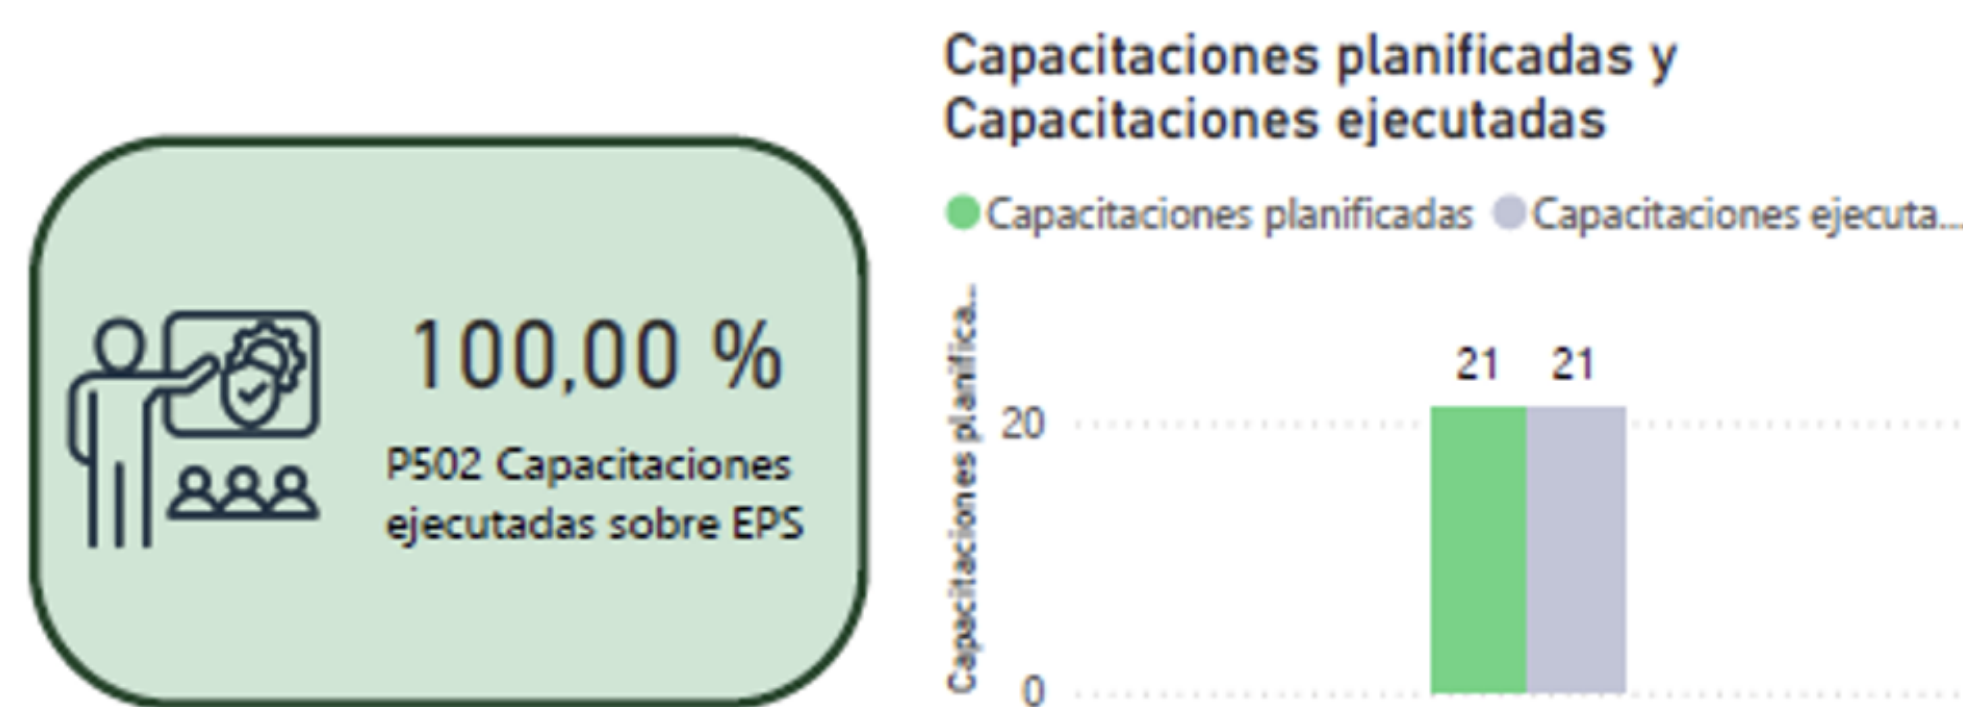 100,00 %
P502 Capacitaciones
ejecutadas sobre EPS
Capacitaciones planificadas y
Capacitaciones ejecutadas
Capacitaciones planificadas
Capacitaciones ejecuta...
Capacitaciones planifica...
21
21
20
0